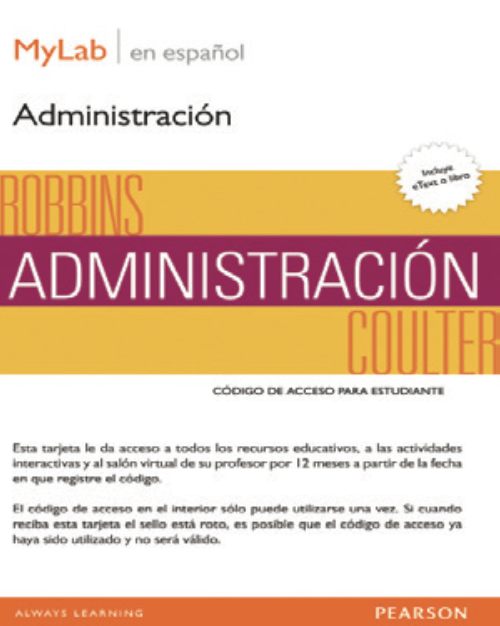 MyLab en español
Administración
Incluye
eText o libro
ROBBINS
ADMINISTRACIÓN
COULTER
CÓDIGO DE ACCESO PARA ESTUDIANTE
Esta tarjeta le da acceso a todos los recursos educativos, a las actividades
interactivas y al salón virtual de su profesor por 12 meses a partir de la fecha
en que registre el código.
El código de acceso en el interior sólo puede utilizarse una vez. Si cuando
reciba esta tarjeta el sello está roto, es posible que el código de acceso ya
haya sido utilizado y no será válido.
ALWAYS LEARNING PEARSON